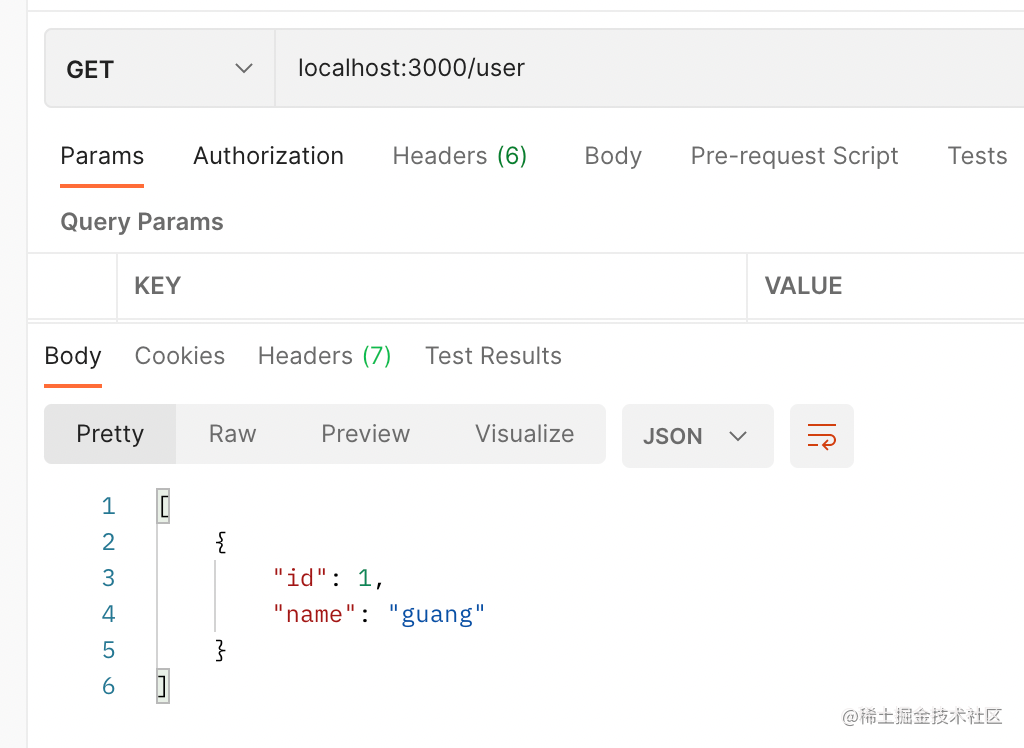 GET localhost:3000/user
Params Authorization Headers (6) Body Pre-request Script Tests
Query Params
KEY VALUE
Body Cookies Headers (7) Test Results
Pretty Raw Preview Visualize JSON
1 [
2 {
3 "id": 1,
4 "name": "guang"
5 }
6 ]
@稀土掘金技术社区